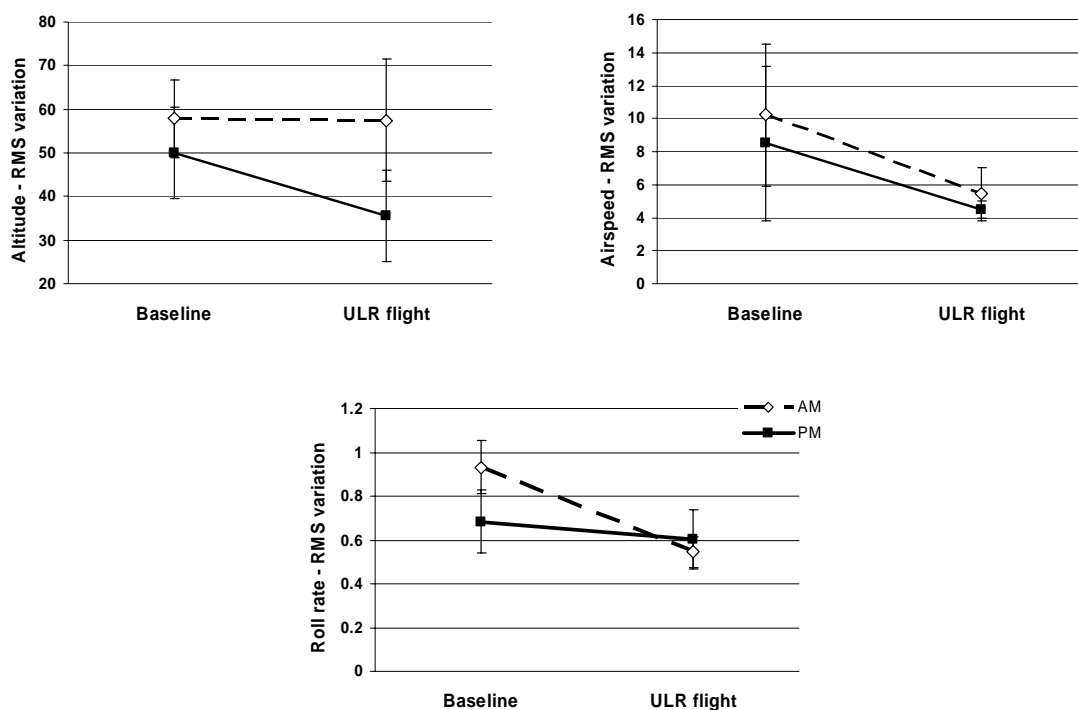 Altitude - RMS variation
80
70
60
50
40
30
20
Baseline
ULR flight
Airspeed - RMS variation
16
14
12
10
8
6
4
2
0
Baseline
ULR flight
Roll rate - RMS variation
1.2
1
0.8
0.6
0.4
0.2
0
Baseline
ULR flight
AM
PM